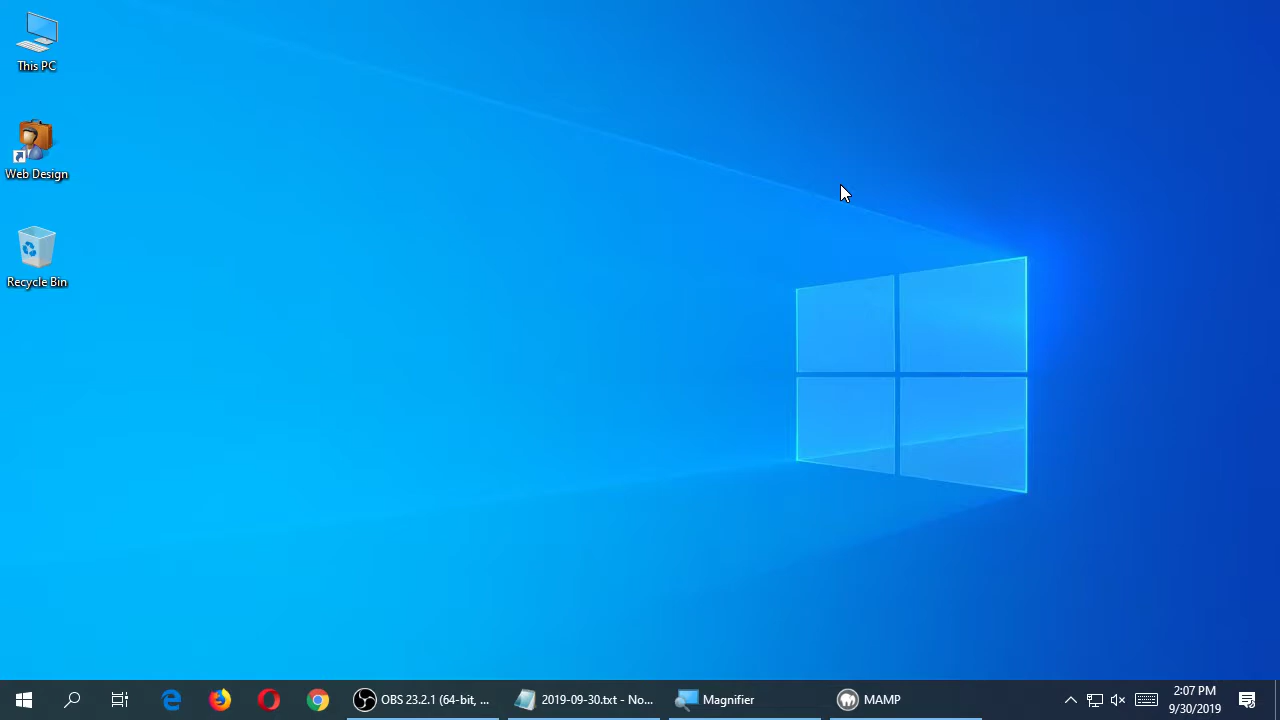 This PC
Web Design
Recycle Bin
OBS 23.2.1 (64-bit, ...
2019-09-30.txt - No...
Magnifier
MAMP
2:07 PM
9/30/2019